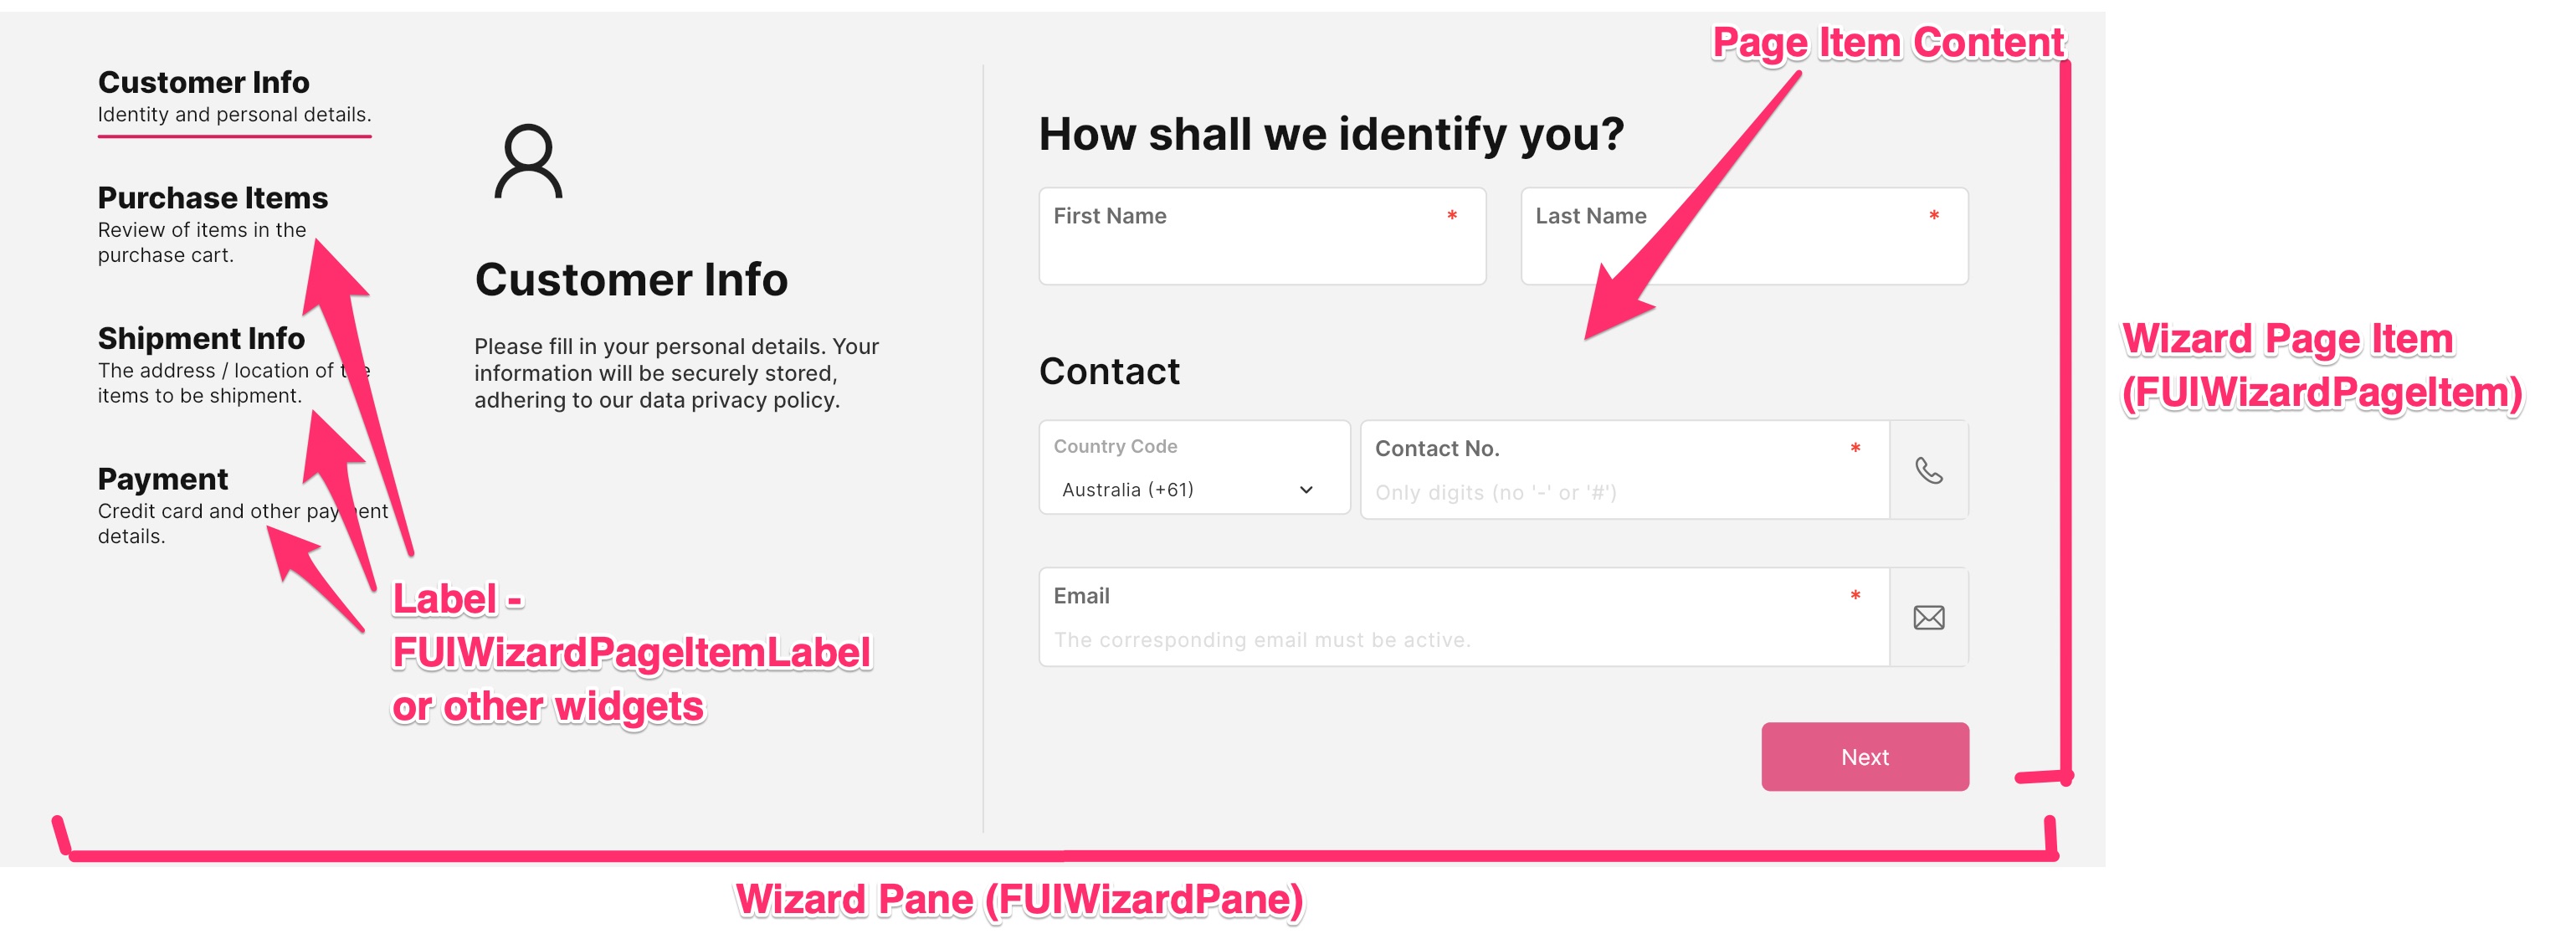 Page Item Content
Customer Info
Identity and personal details.
Purchase Items
Review of items in the
purchase cart.
Shipment Info
The address / location of the
items to be shipment.
Payment
Credit card and other payment
details.
Label -
FUIWizardPageItemLabel
or other widgets
Customer Info
Please fill in your personal details. Your
information will be securely stored,
adhering to our data privacy policy.
How shall we identify you?
First Name *
Last Name *
Contact
Country Code
Australia (+61)
Contact No. *
Only digits (no '-' or '#')
Email *
The corresponding email must be active.
Next
Wizard Page Item
(FUIWizardPageItem)
Wizard Pane (FUIWizardPane)